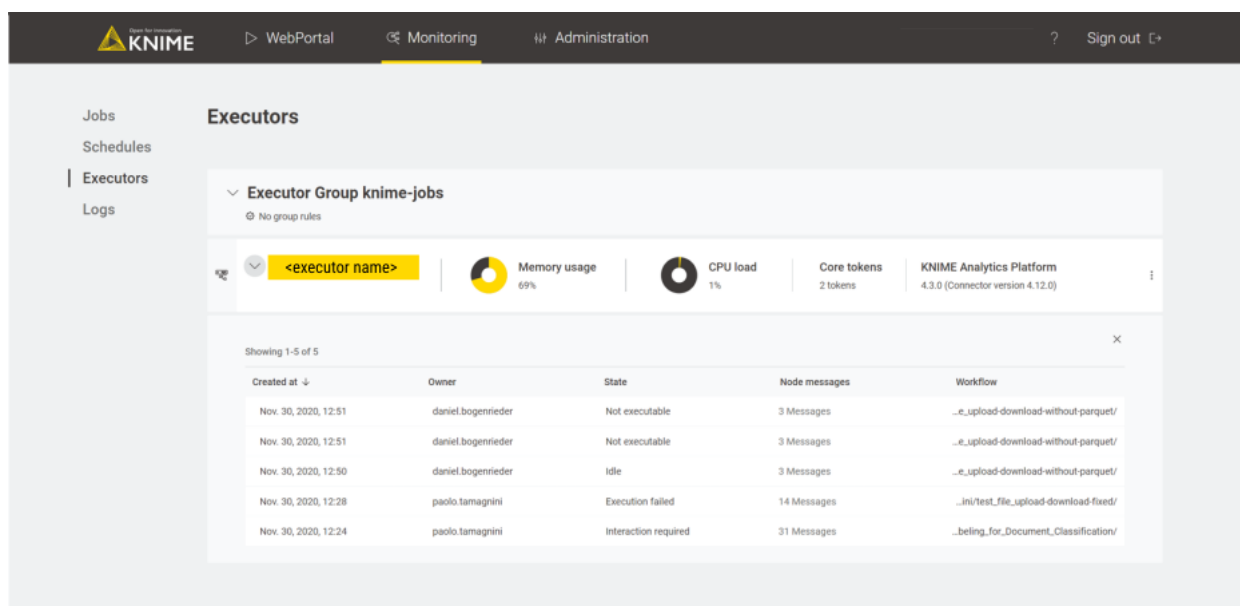 Open for Innovation
KNIME
WebPortal
Monitoring
Administration
?
Sign out
Jobs
Schedules
Executors
Logs
Executors
Executor Group knime-jobs
No group rules
<executor name>
Memory usage
69%
CPU load
1%
Core tokens
2 tokens
KNIME Analytics Platform
4.3.0 (Connector version 4.12.0)
Showing 1-5 of 5
Created at ↓ Owner State Node messages Workflow
Nov. 30, 2020, 12:51 daniel.bogenrieder Not executable 3 Messages ...e_upload-download-without-parquet/
Nov. 30, 2020, 12:51 daniel.bogenrieder Not executable 3 Messages ...e_upload-download-without-parquet/
Nov. 30, 2020, 12:50 daniel.bogenrieder Idle 3 Messages ...e_upload-download-without-parquet/
Nov. 30, 2020, 12:28 paolo.tamagnini Execution failed 14 Messages ...ini/test_file_upload-download-fixed/
Nov. 30, 2020, 12:24 paolo.tamagnini Interaction required 31 Messages ...beling_for_Document_Classification/